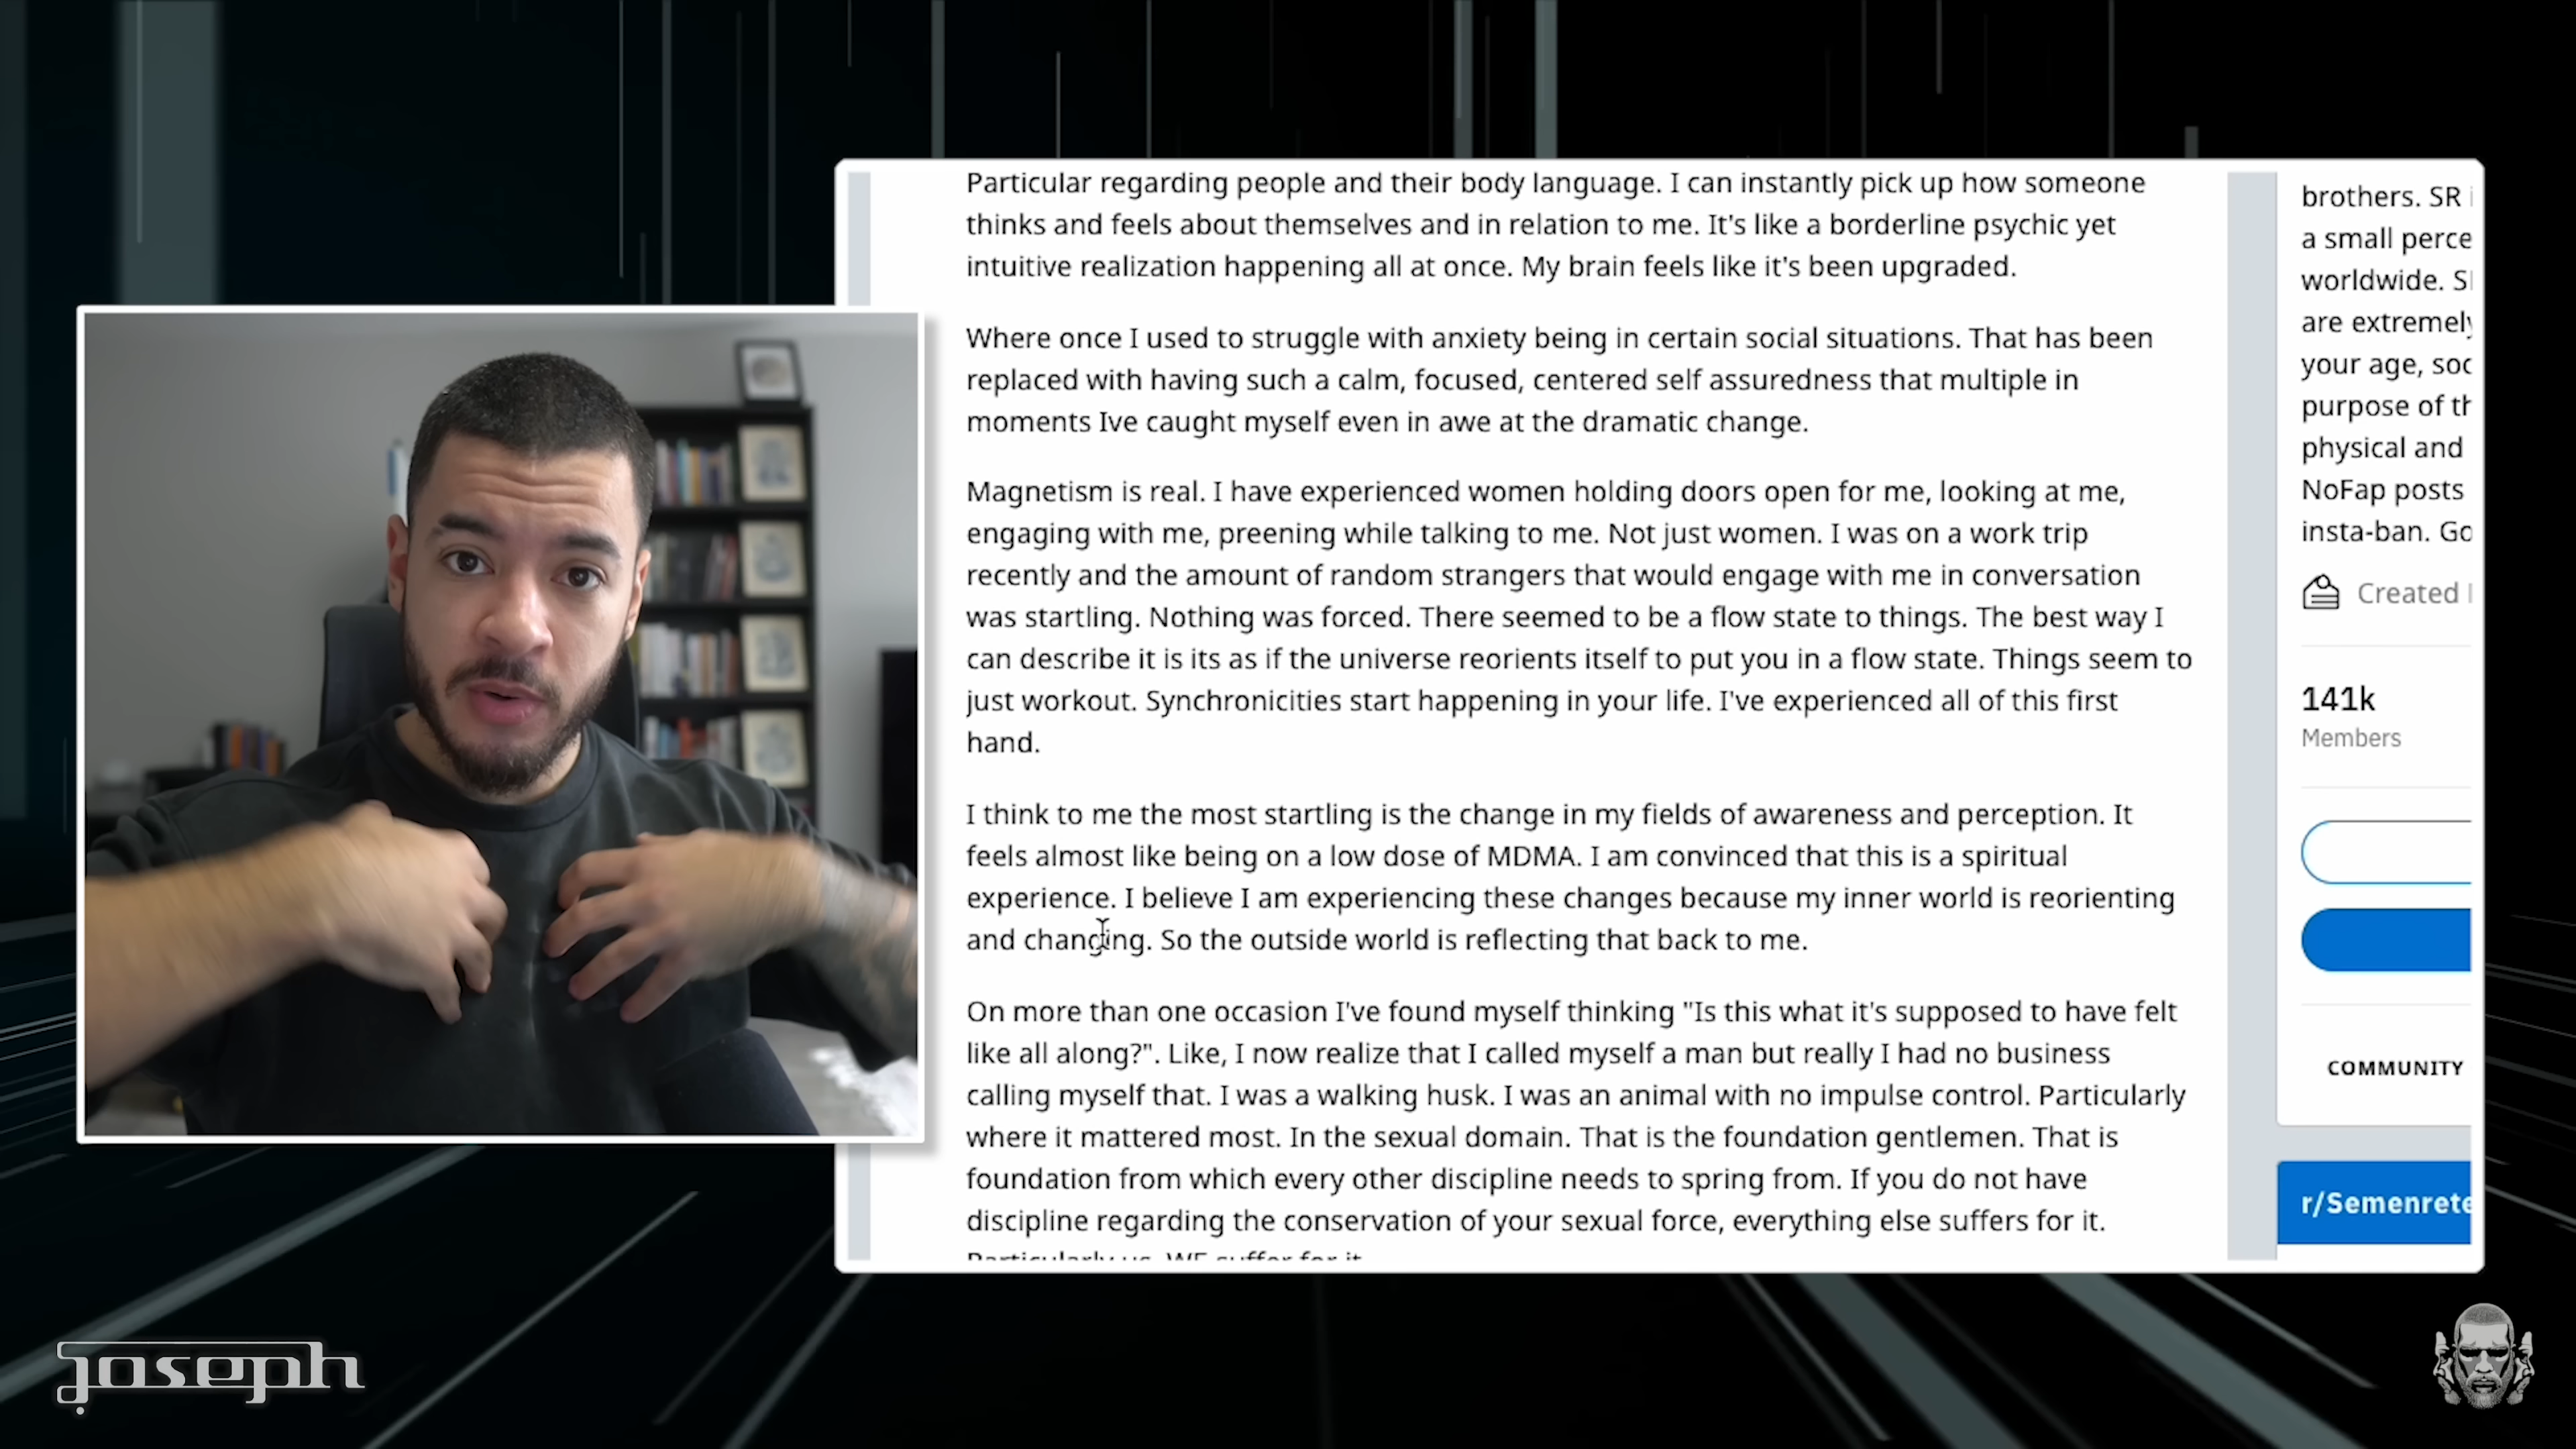 Particular regarding people and their body language. I can instantly pick up how someone
thinks and feels about themselves and in relation to me. It's like a borderline psychic yet
intuitive realization happening all at once. My brain feels like it's been upgraded.
Where once I used to struggle with anxiety being in certain social situations. That has been
replaced with having such a calm, focused, centered self assuredness that multiple in
moments Ive caught myself even in awe at the dramatic change.
Magnetism is real. I have experienced women holding doors open for me, looking at me,
engaging with me, preening while talking to me. Not just women. I was on a work trip
recently and the amount of random strangers that would engage with me in conversation
was startling. Nothing was forced. There seemed to be a flow state to things. The best way I
can describe it is its as if the universe reorients itself to put you in a flow state. Things seem to
just workout. Synchronicities start happening in your life. I've experienced all of this first
hand.
I think to me the most startling is the change in my fields of awareness and perception. It
feels almost like being on a low dose of MDMA. I am convinced that this is a spiritual
experience. I believe I am experiencing these changes because my inner world is reorienting
and changing. So the outside world is reflecting that back to me.
On more than one occasion I've found myself thinking "Is this what it's supposed to have felt
like all along?". Like, I now realize that I called myself a man but really I had no business
calling myself that. I was a walking husk. I was an animal with no impulse control. Particularly
where it mattered most. In the sexual domain. That is the foundation gentlemen. That is
foundation from which every other discipline needs to spring from. If you do not have
discipline regarding the conservation of your sexual force, everything else suffers for it.
Particularly us. WE suffer for it.
brothers. SR
a small perce
worldwide. S
are extremely
your age, soc
purpose of th
physical and
NoFap posts
insta-ban. Go
Created
141k
Members
COMMUNITY
r/Semenrete
joseph